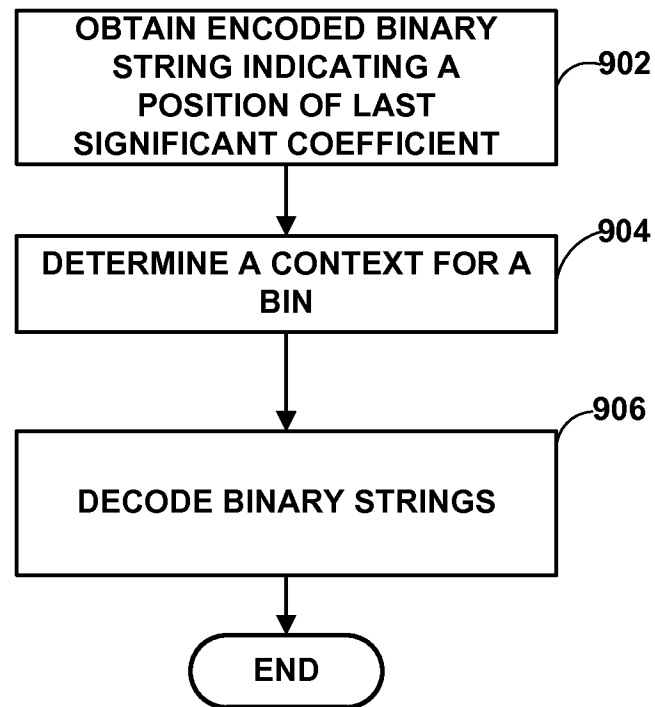 OBTAIN ENCODED BINARY
STRING INDICATING A
POSITION OF LAST
SIGNIFICANT COEFFICIENT
902
DETERMINE A CONTEXT FOR A
BIN
904
DECODE BINARY STRINGS
906
END